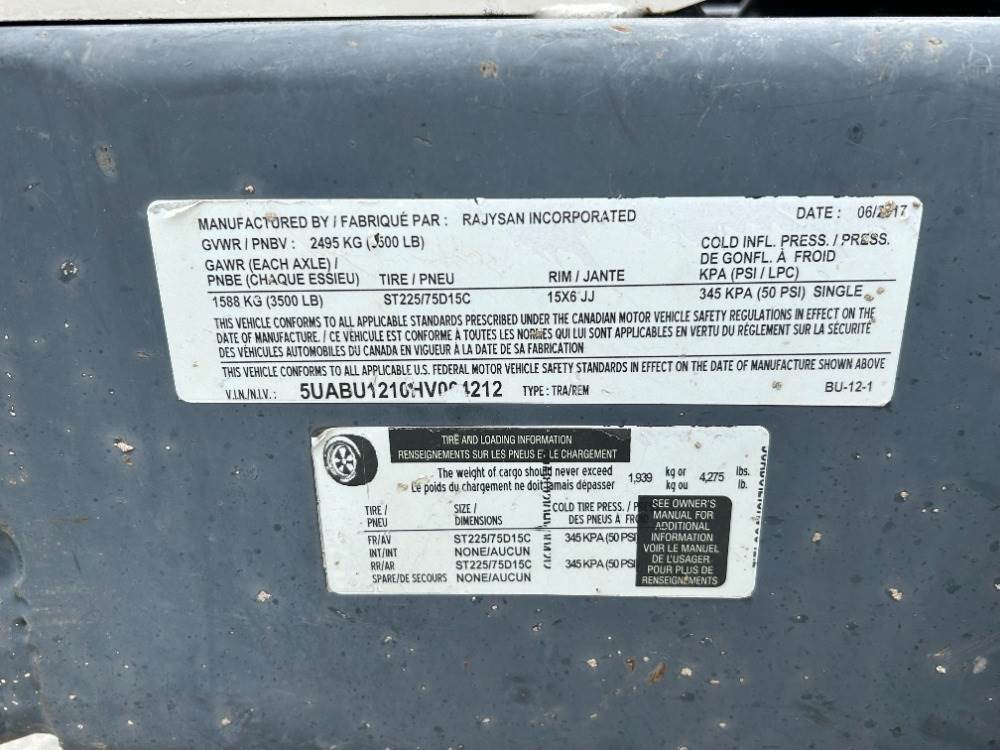 MANUFACTURED BY / FABRIQUÉ PAR : RAJYSAN INCORPORATED DATE :
GVWR / PNBV : 2495 KG LB)
GAWR (EACH AXLE) / PNBE (CHAQUE ESSIEU) TIRE / PNEU RIM / JANTE COLD INFL. PRESS. / PRESS. DE GONFL. À FROID KPA (PSI / LPC)
1588 KG (3500 LB) ST225/75D15C 15X6 JJ 345 KPA (50 PSI) SINGLE
THIS VEHICLE CONFORMS TO ALL APPLICABLE STANDARDS PRESCRIBED UNDER THE CANADIAN MOTOR VEHICLE SAFETY REGULATIONS IN EFFECT ON THE
DATE OF MANUFACTURE. / CE VÉHICULE EST CONFORME À TOUTES LES NORMES QUI LUI SONT APPLICABLES EN VERTU DU RÉGLEMENT SUR LA SÉCURITÉ
DES VÉHICULES AUTOMOBILES DU CANADA EN VIGUEUR À LA DATE DE SA FABRICATION
THIS VEHICLE CONFORMS TO ALL APPLICABLE U.S. FEDERAL MOTOR VEHICLE SAFETY STANDARDS IN EFFECT ON THE DATE OF MANUFACTURE SHOWN ABOVE
V.I.N./N.I.V. : TYPE : TRA/REM BU-12-1
TIRE AND LOADING INFORMATION
RENSEIGNEMENTS SUR LES PNEUS LE CHARGEMENT
The weight of cargo should never exceed 1,939 kg or 4,275 lbs.
Le poids du chargement ne doit jamais dépasser kg ou lb.
TIRE / PNEU SIZE / DIMENSIONS COLD TIRE PRESS. / DES PNEUS À
FR/AV ST225/75D15C 345 KPA (50 PSI
INT/INT NONE/AUCUN
RR/AR ST225/75D15C 345 KPA (50 PSI
SPARE/DE SECOURS NONE/AUCUN
SEE OWNER'S
MANUAL FOR
ADDITIONAL
INFORMATION
VOIR LE MANUEL
DE L'USAGER
POUR PLUS DE
RENSEIGNEMENTS